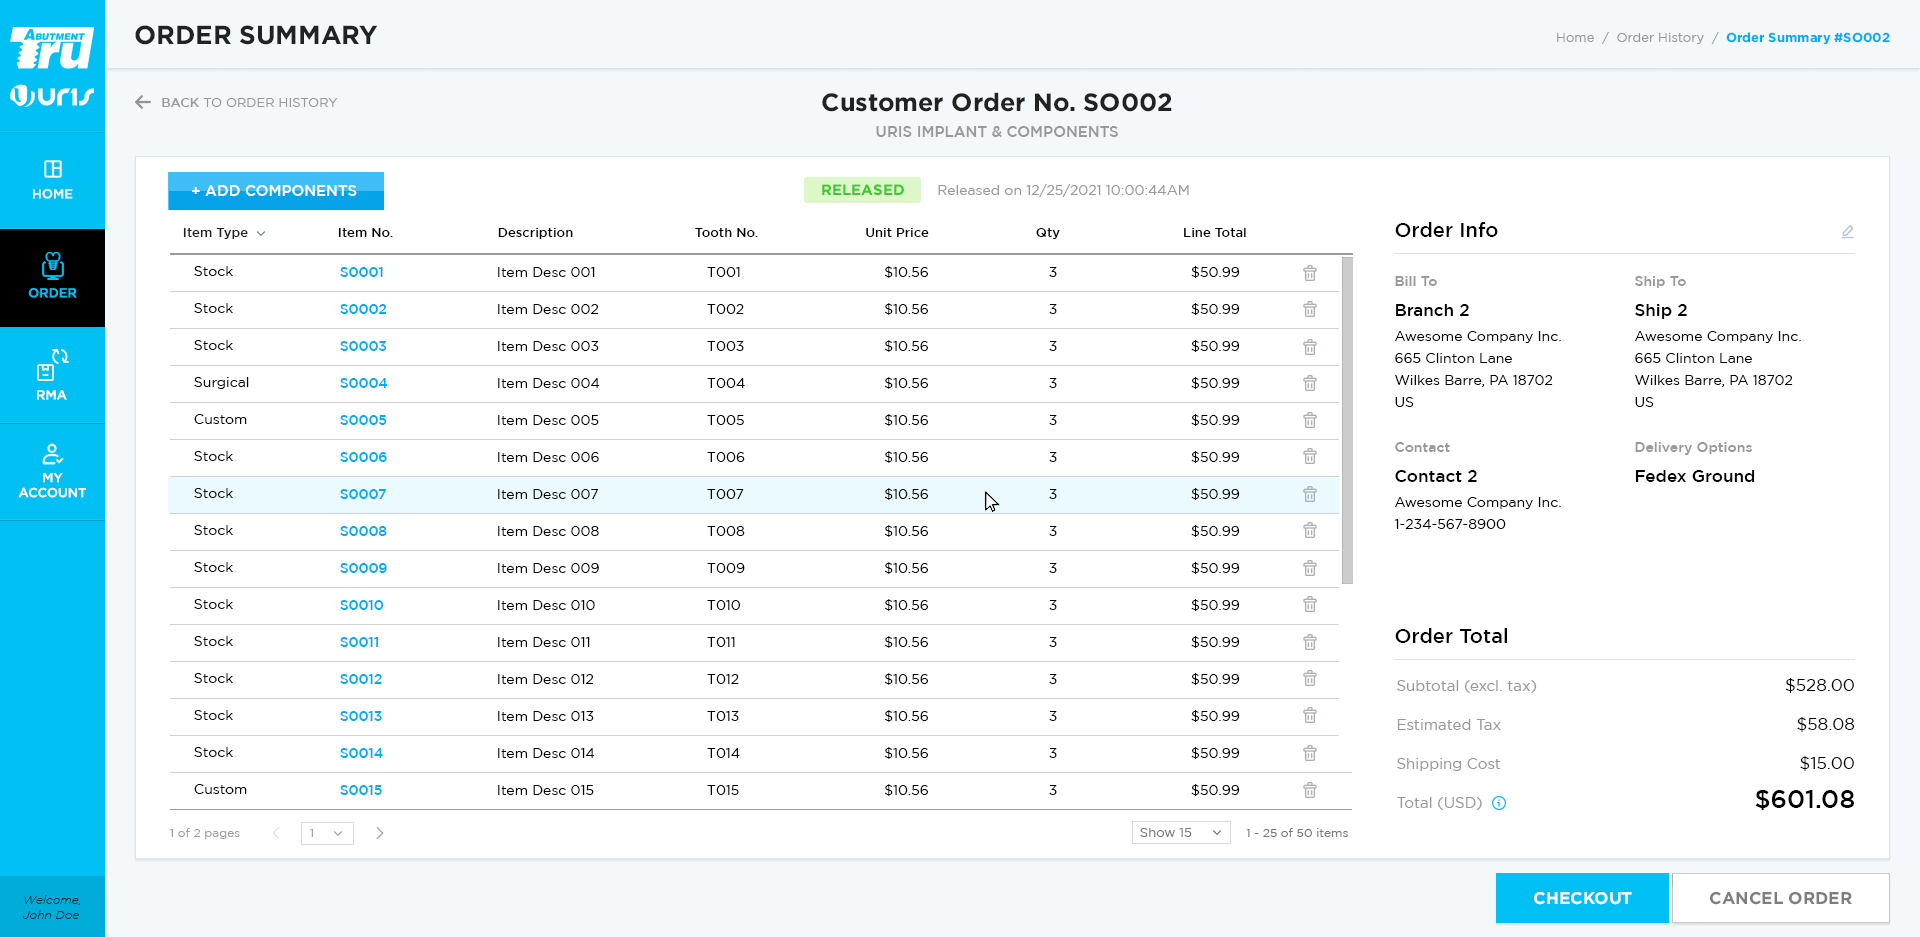 ABUTMENT
Tru
uris
HOME
ORDER
RMA
MY
ACCOUNT
Welcome,
John Doe
ORDER SUMMARY
Home / Order History / Order Summary #SO002
BACK TO ORDER HISTORY
Customer Order No. SO002
URIS IMPLANT & COMPONENTS
+ ADD COMPONENTS
RELEASED Released on 12/25/2021 10:00:44AM
Item Type Item No. Description Tooth No. Unit Price Qty Line Total
Stock S0001 Item Desc 001 T001 $10.56 3 $50.99
Stock S0002 Item Desc 002 T002 $10.56 3 $50.99
Stock S0003 Item Desc 003 T003 $10.56 3 $50.99
Surgical S0004 Item Desc 004 T004 $10.56 3 $50.99
Custom S0005 Item Desc 005 T005 $10.56 3 $50.99
Stock S0006 Item Desc 006 T006 $10.56 3 $50.99
Stock S0007 Item Desc 007 T007 $10.56 3 $50.99
Stock S0008 Item Desc 008 T008 $10.56 3 $50.99
Stock S0009 Item Desc 009 T009 $10.56 3 $50.99
Stock S0010 Item Desc 010 T010 $10.56 3 $50.99
Stock S0011 Item Desc 011 T011 $10.56 3 $50.99
Stock S0012 Item Desc 012 T012 $10.56 3 $50.99
Stock S0013 Item Desc 013 T013 $10.56 3 $50.99
Stock S0014 Item Desc 014 T014 $10.56 3 $50.99
Custom S0015 Item Desc 015 T015 $10.56 3 $50.99
1 of 2 pages 1
Show 15 1 - 25 of 50 items
Order Info
Bill To
Branch 2
Awesome Company Inc.
665 Clinton Lane
Wilkes Barre, PA 18702
US
Ship To
Ship 2
Awesome Company Inc.
665 Clinton Lane
Wilkes Barre, PA 18702
US
Contact
Contact 2
Awesome Company Inc.
1-234-567-8900
Delivery Options
Fedex Ground
Order Total
Subtotal (excl. tax) $528.00
Estimated Tax $58.08
Shipping Cost $15.00
Total (USD) $601.08
CHECKOUT
CANCEL ORDER